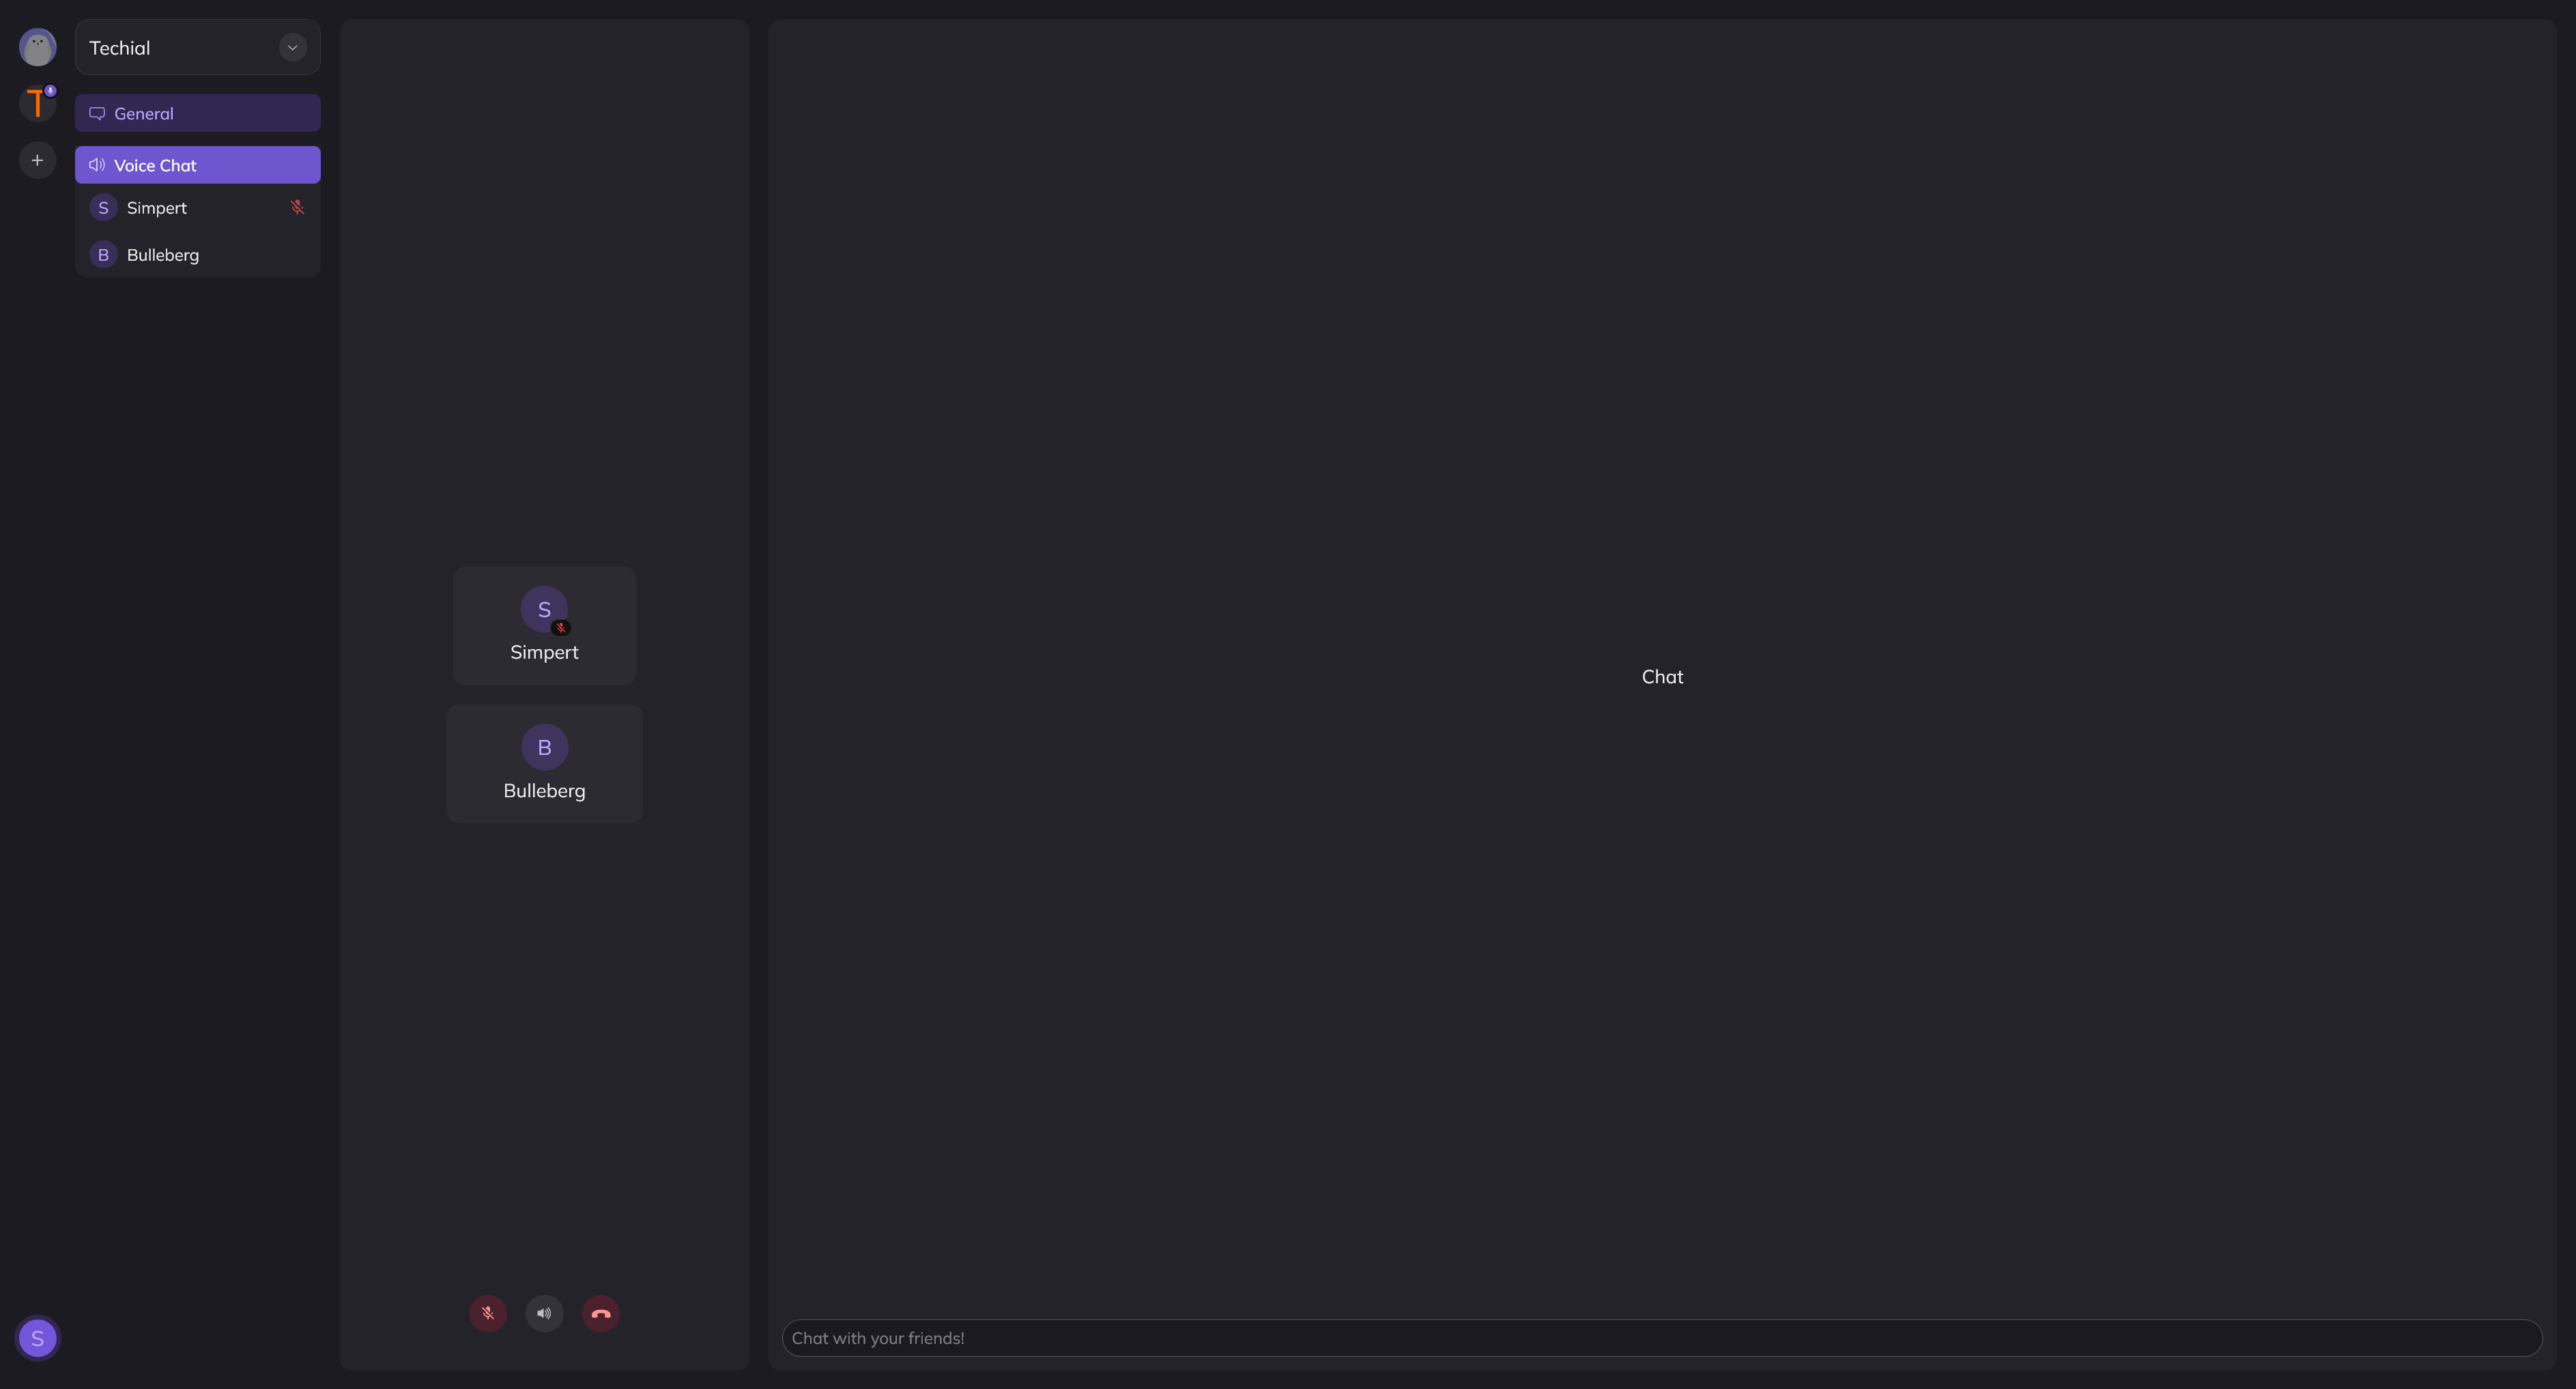 Techial
T
General
Voice Chat
S Simpert
B Bulleberg
S
Simpert
B
Bulleberg
Chat
S
Chat with your friends!